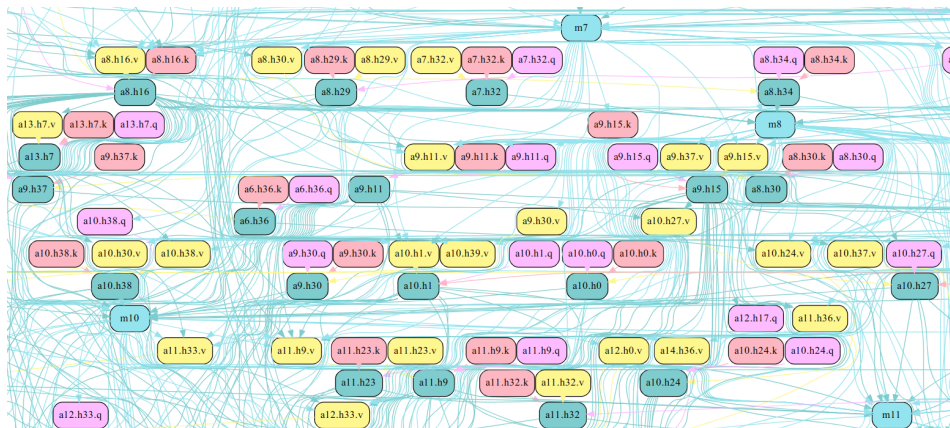 m7
a8.h16.v a8.h16.k a8.h30.v a8.h29.k a8.h29.v a7.h32.v a7.h32.k a7.h32.q a8.h34.q a8.h34.k
a8.h16 a8.h29 a7.h32 a8.h34
a13.h7.v a13.h7.k a13.h7.q a9.h15.k m8
a13.h7 a9.h37.k a9.h11.v a9.h11.k a9.h11.q a9.h15.q a9.h37.v a9.h15.v a8.h30.k a8.h30.q
a9.h37 a6.h36.k a6.h36.q a9.h11 a9.h15 a8.h30
a10.h38.q a6.h36 a9.h30.v a10.h27.v
a10.h38.k a10.h30.v a10.h38.v a9.h30.q a9.h30.k a10.h1.v a10.h39.v a10.h1.q a10.h0.q a10.h0.k a10.h24.v a10.h37.v a10.h27.q
a10.h38 a9.h30 a10.h1 a10.h0 a10.h27
m10 a12.h17.q a11.h36.v
a11.h33.v a11.h9.v a11.h23.k a11.h23.v a11.h9.k a11.h9.q a12.h0.v a14.h36.v a10.h24.k a10.h24.q
a11.h23 a11.h9 a11.h32.k a11.h32.v a10.h24
a12.h33.q a12.h33.v a11.h32 m11